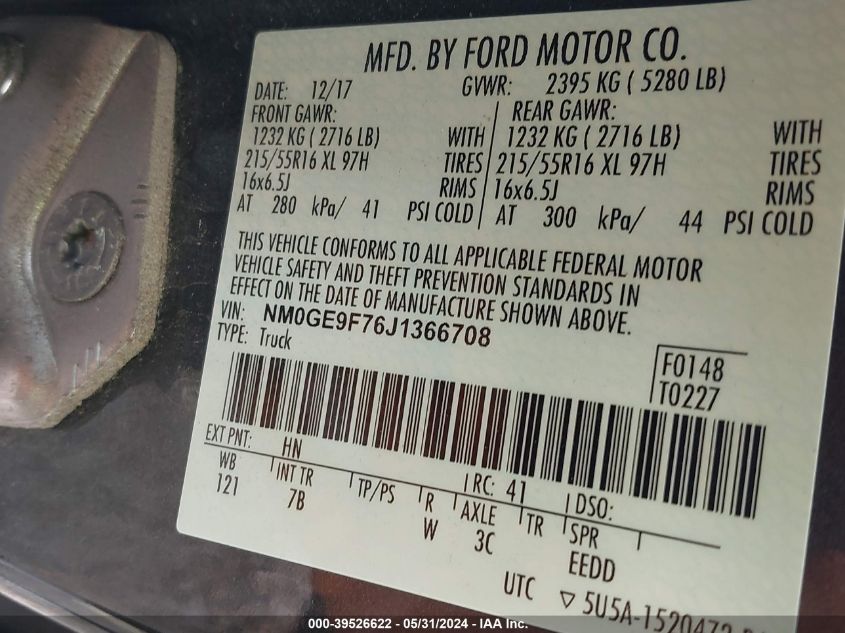 MFD. BY FORD MOTOR CO.
DATE: 12/17 GVWR: 2395 KG ( 5280 LB)
FRONT GAWR: REAR GAWR:
1232 KG ( 2716 LB) WITH 1232 KG ( 2716 LB) WITH
215/55R16 XL 97H TIRES 215/55R16 XL 97H TIRES
16x6.5J RIMS 16x6.5J RIMS
AT 280 kPa/ 41 PSI COLD AT 300 kPa/ 44 PSI COLD
THIS VEHICLE CONFORMS TO ALL APPLICABLE FEDERAL MOTOR
VEHICLE SAFETY AND THEFT PREVENTION STANDARDS IN
EFFECT ON THE DATE OF MANUFACTURE SHOWN ABOVE.
VIN: NM0GE9F76J1366708
TYPE: Truck
F0148
T0227
EXT PNT: HN RC: 41 DSO:
WB INT TR TP/PS R AXLE TR SPR
121 7B W 3C EEDD
UTC ▽ 5U5A-1520472
000-39526622 - 05/31/2024 - IAA Inc.